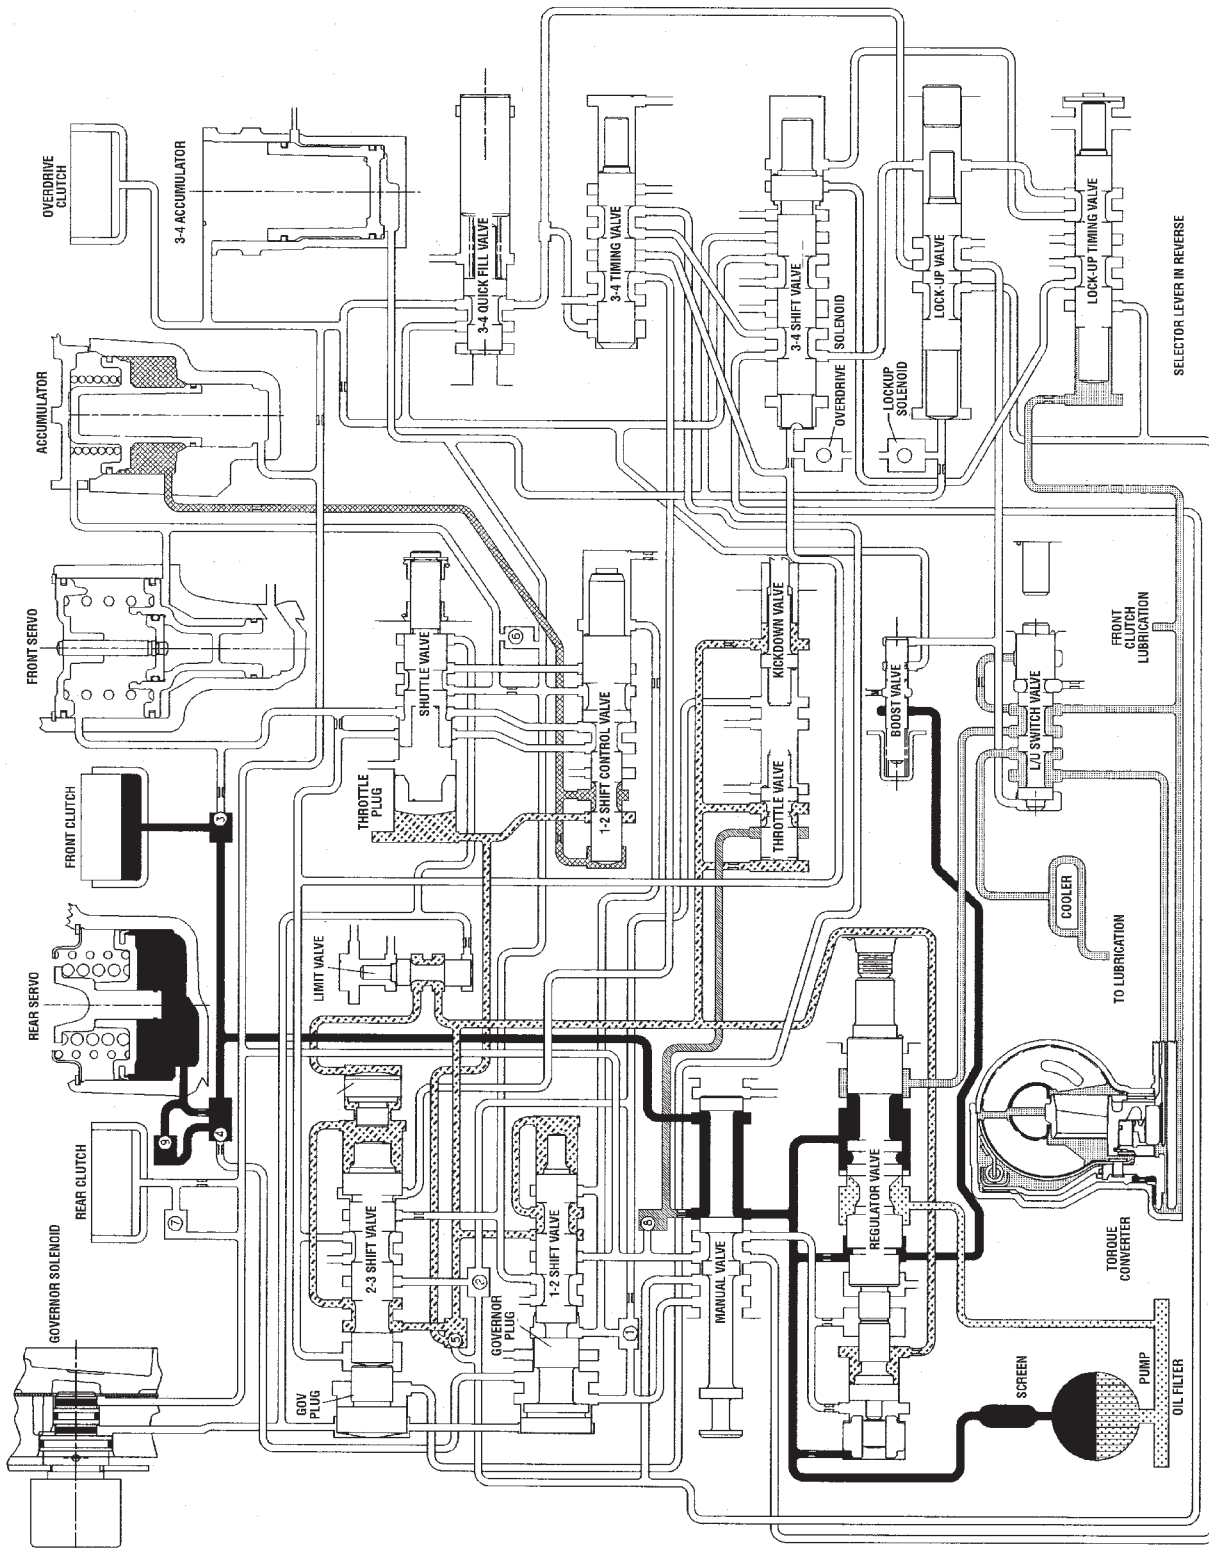 OVERDRIVE
CLUTCH
3-4 ACCUMULATOR
3-4 QUICK FILL VALVE
3-4 TIMING VALVE
3-4 SHIFT VALVE
OVERDRIVE SOLENOID
LOCK-UP VALVE
LOCKUP
SOLENOID
LOCK-UP TIMING VALVE
SELECTOR LEVER IN REVERSE
ACCUMULATOR
FRONT SERVO
SHUTTLE VALVE
THROTTLE
PLUG
6
1-2 SHIFT CONTROL VALVE
KICKDOWN VALVE
THROTTLE VALVE
BOOST VALVE
L/U SWITCH VALVE
FRONT
CLUTCH
LUBRICATION
FRONT CLUTCH
3
COOLER
TO LUBRICATION
REAR SERVO
LIMIT VALVE
REAR CLUTCH
9
4
7
2-3 SHIFT VALVE
GOV
PLUG
5
2
1-2 SHIFT VALVE
GOVERNOR
PLUG
1
8
MANUAL VALVE
REGULATOR VALVE
TORQUE
CONVERTER
GOVERNOR SOLENOID
SCREEN
PUMP
OIL FILTER